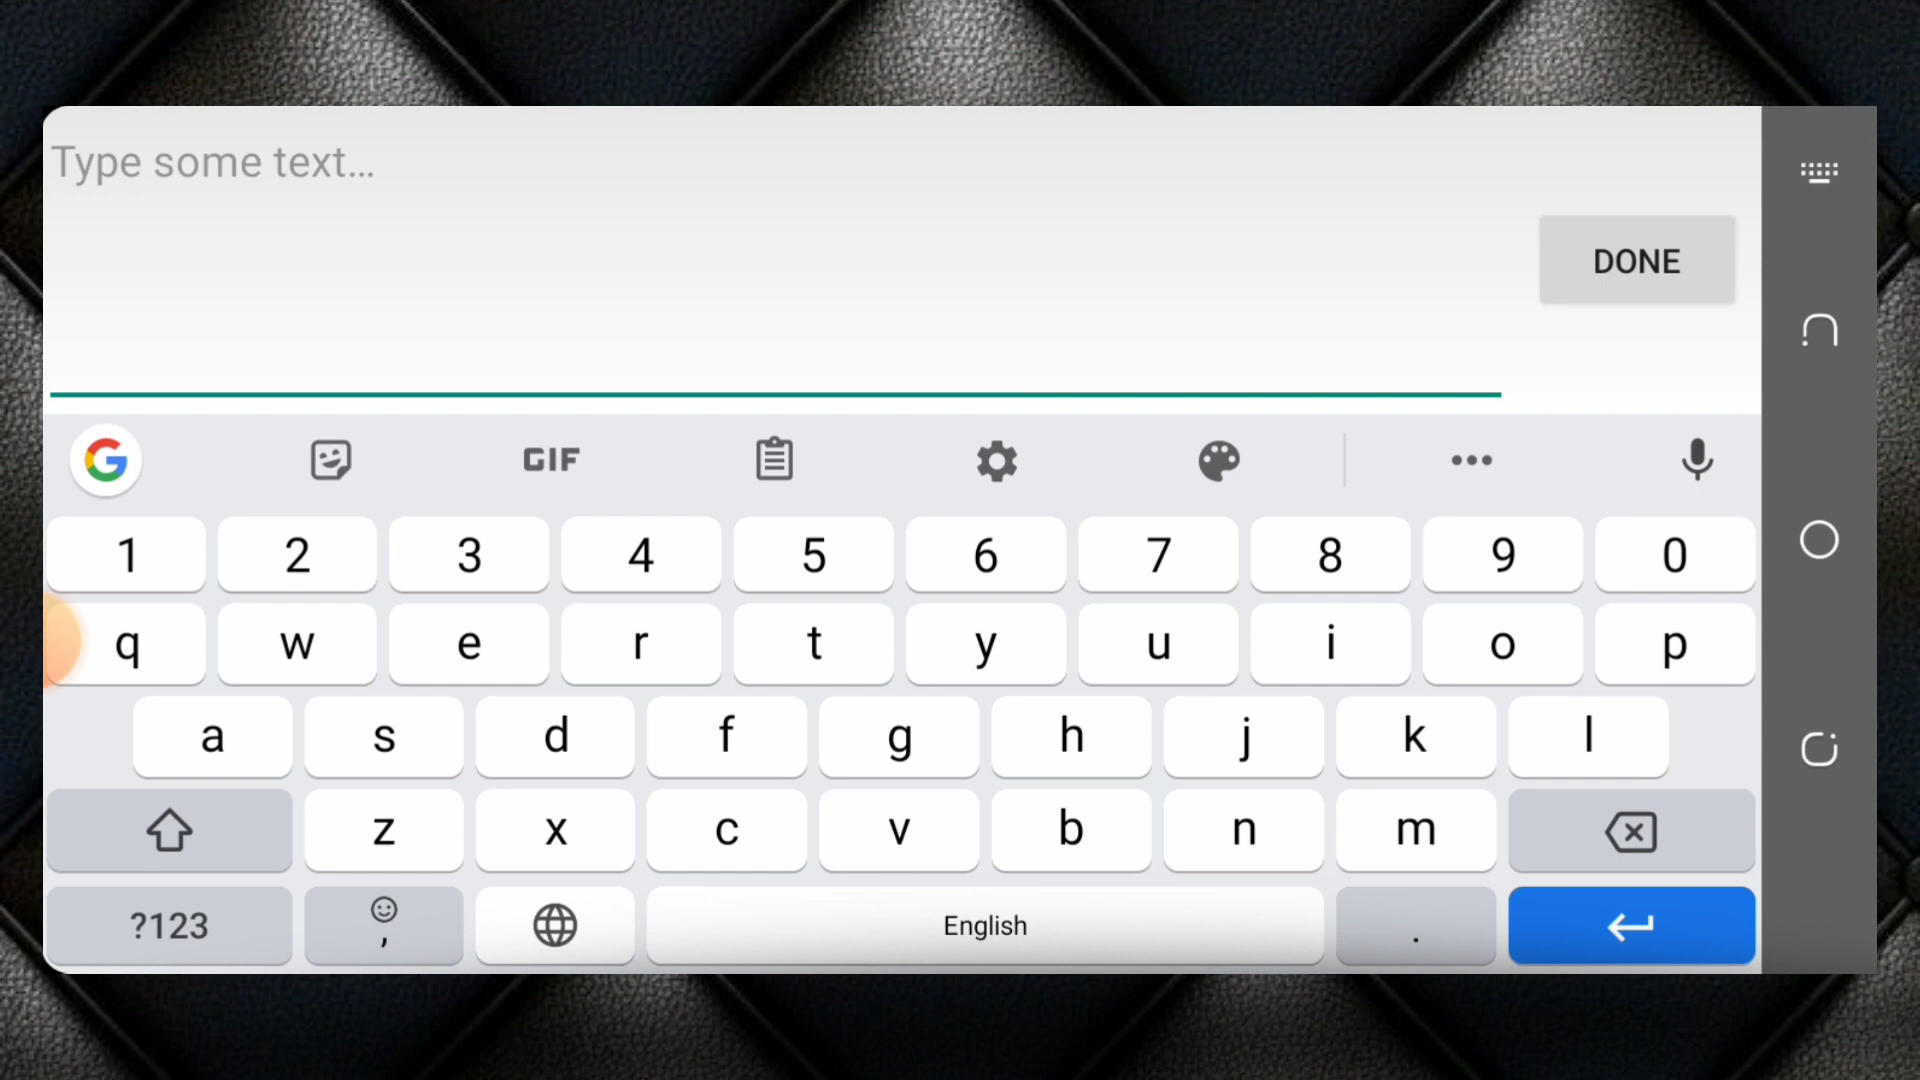 Type some text...
DONE
GIF
1 2 3 4 5 6 7 8 9 0
q w e r t y u i o p
a s d f g h j k l
z x c v b n m
?123 , English .